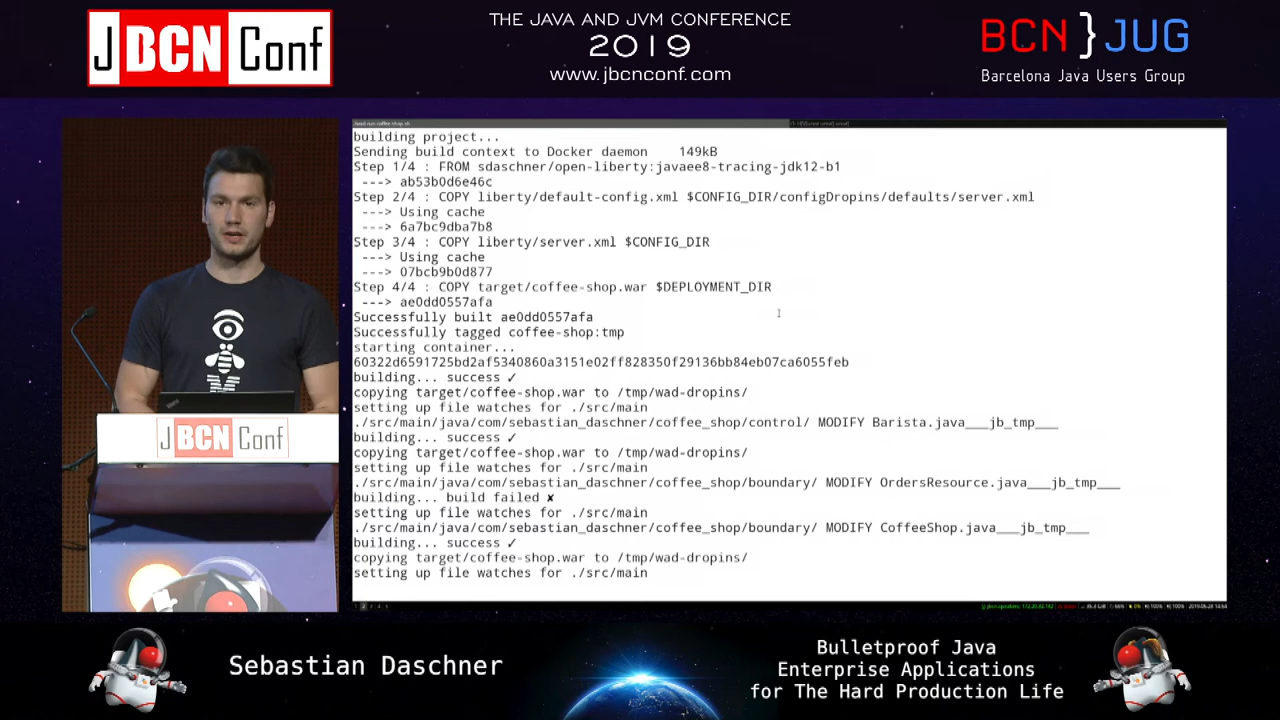 J BCN Conf
THE JAVA AND JVM CONFERENCE
2019
www.jbcnconf.com
BCN}JUG
Barcelona Java Users Group
building project...
Sending build context to Docker daemon    149kB
Step 1/4 : FROM sdaschner/open-liberty:javaee8-tracing-jdk12-b1
---> ab53b0d6e46c
Step 2/4 : COPY liberty/default-config.xml $CONFIG_DIR/configDropins/defaults/server.xml
---> Using cache
---> 6a7bc9dba7b8
Step 3/4 : COPY liberty/server.xml $CONFIG_DIR
---> Using cache
---> 07bcb9b0d877
Step 4/4 : COPY target/coffee-shop.war $DEPLOYMENT_DIR
---> ae0dd0557afa
Successfully built ae0dd0557afa
Successfully tagged coffee-shop:tmp
starting container...
60322d6591725bd2af5340860a3151e02ff828350f29136bb84eb07ca6055feb
building... success ✓
copying target/coffee-shop.war to /tmp/wad-dropins/
setting up file watches for ./src/main
./src/main/java/com/sebastian_daschner/coffee_shop/control/ MODIFY Barista.java___jb_tmp___
building... success ✓
copying target/coffee-shop.war to /tmp/wad-dropins/
setting up file watches for ./src/main
./src/main/java/com/sebastian_daschner/coffee_shop/boundary/ MODIFY OrdersResource.java___jb_tmp___
building... build failed ✘
setting up file watches for ./src/main
./src/main/java/com/sebastian_daschner/coffee_shop/boundary/ MODIFY CoffeeShop.java___jb_tmp___
building... success ✓
copying target/coffee-shop.war to /tmp/wad-dropins/
setting up file watches for ./src/main
J BCN Conf
Sebastian Daschner
Bulletproof Java
Enterprise Applications
for The Hard Production Life